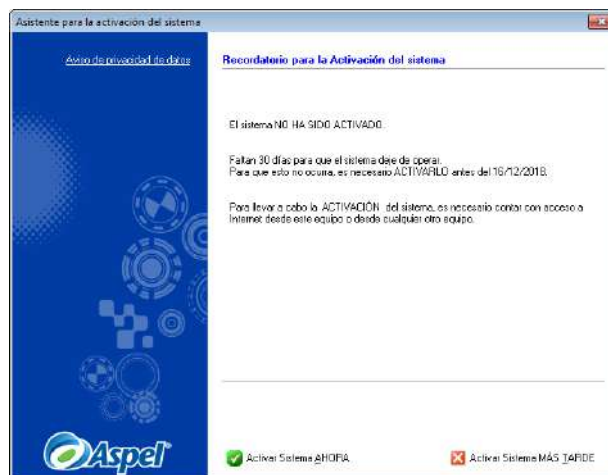 Asistente para la activación del sistema
Aviso de privacidad de datos
Recordatorio para la Activación del sistema
El sistema NO HA SIDO ACTIVADO.
Faltan 30 días para que el sistema deje de operar.
Para que esto no ocurra, es necesario ACTIVARLO antes del 16/12/2018.
Para llevar a cabo la ACTIVACIÓN del sistema, es necesario contar con acceso a
Internet desde este equipo o desde cualquier otro equipo.
Aspel
Activar Sistema AHORA
Activar Sistema MÁS TARDE